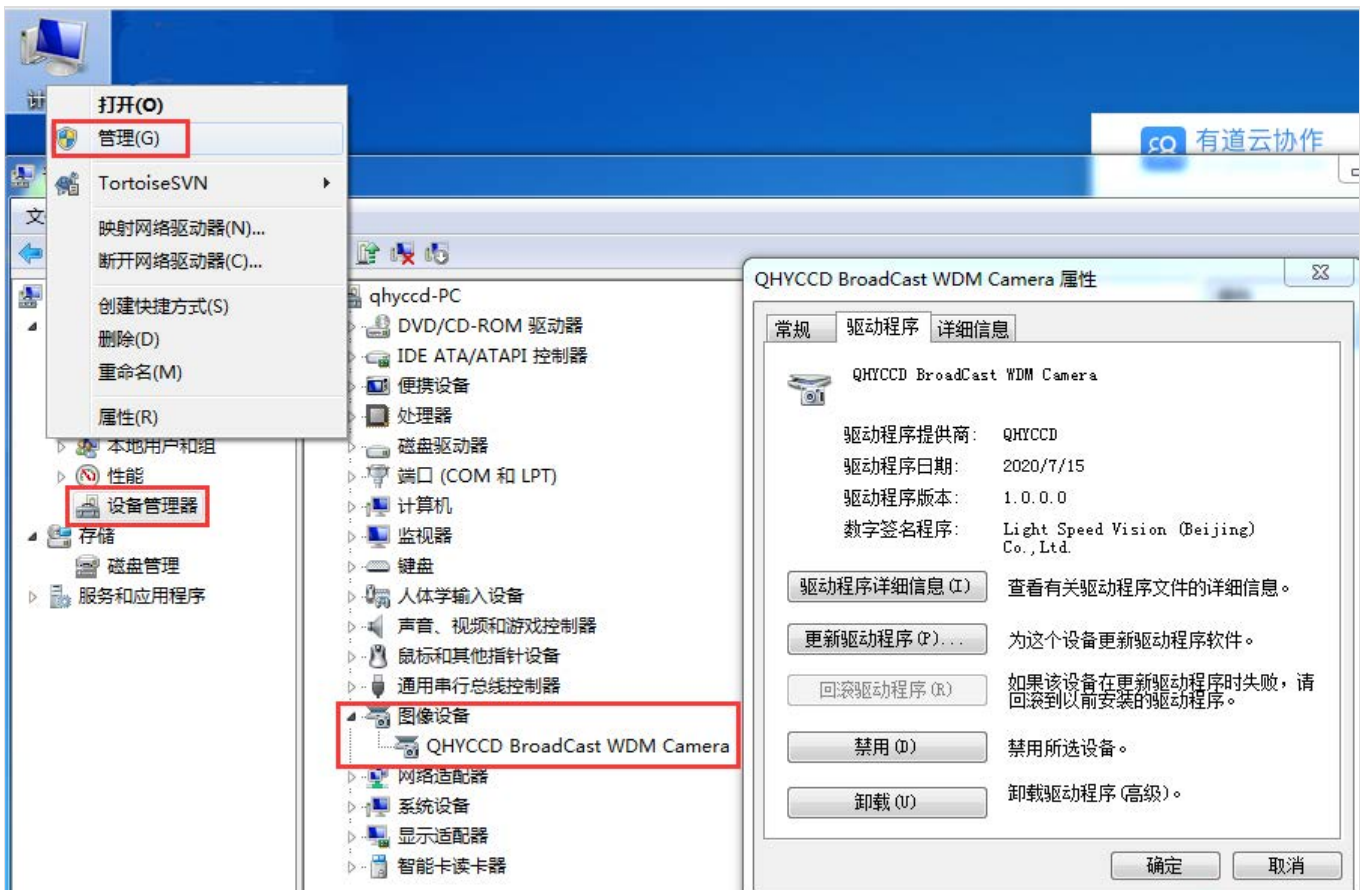 打开(O)
管理(G)
TortoiseSVN
映射网络驱动器(N)...
断开网络驱动器(C)...
创建快捷方式(S)
删除(D)
重命名(M)
属性(R)
有道云协作
本地用户和组
性能
设备管理器
存储
磁盘管理
服务和应用程序
qhyccd-PC
DVD/CD-ROM 驱动器
IDE ATA/ATAPI 控制器
便携设备
处理器
磁盘驱动器
端口 (COM 和 LPT)
计算机
监视器
键盘
人体学输入设备
声音、视频和游戏控制器
鼠标和其他指针设备
通用串行总线控制器
图像设备
QHYCCD BroadCast WDM Camera
网络适配器
系统设备
显示适配器
智能卡读卡器
QHYCCD BroadCast WDM Camera 属性
常规 驱动程序 详细信息
QHYCCD BroadCast WDM Camera
驱动程序提供商: QHYCCD
驱动程序日期: 2020/7/15
驱动程序版本: 1.0.0.0
数字签名程序: Light Speed Vision (Beijing)
Co.,Ltd.
驱动程序详细信息(I) 查看有关驱动程序文件的详细信息。
更新驱动程序(P)... 为这个设备更新驱动程序软件。
回滚驱动程序(R) 如果该设备在更新驱动程序时失败，请
回滚到以前安装的驱动程序。
禁用(D) 禁用所选设备。
卸载(U) 卸载驱动程序(高级)。
确定 取消